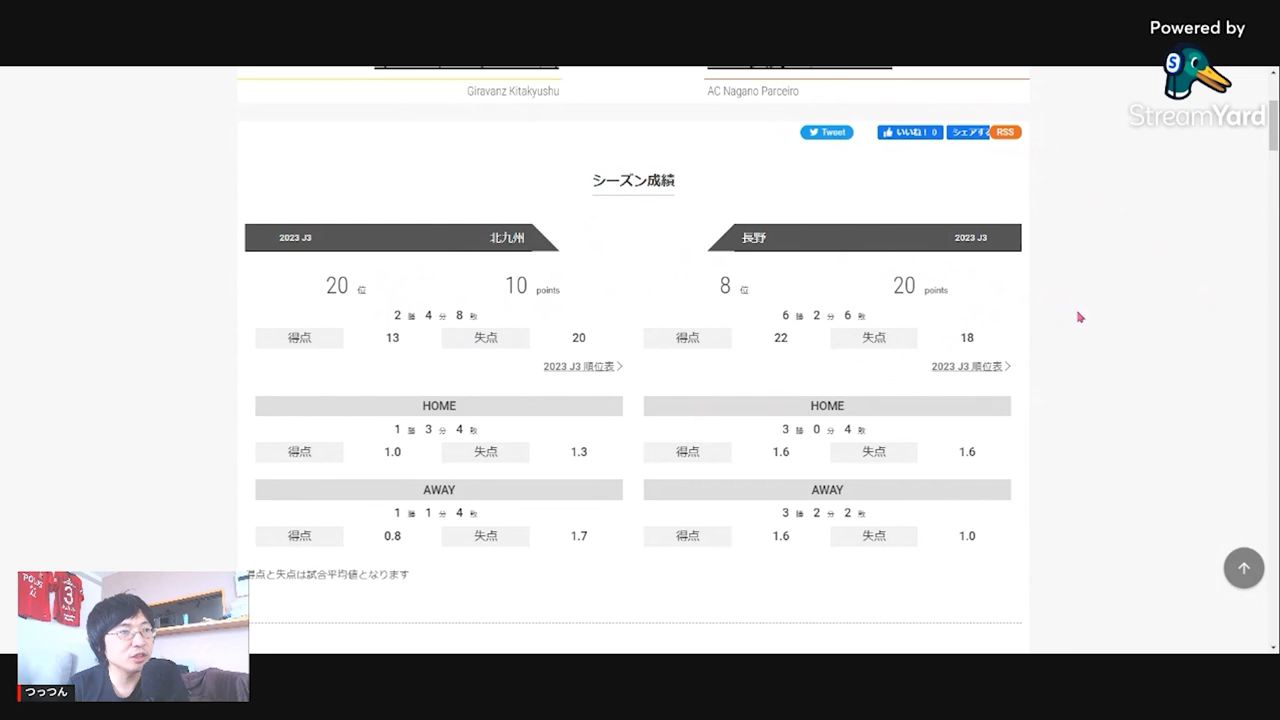 Powered by
StreamYard
Giravanz Kitakyushu
AC Nagano Parceiro
Tweet
いいね！ 0
シェアする
RSS
シーズン成績
2023 J3 北九州
長野 2023 J3
20 位 10 points
8 位 20 points
2 勝 4 分 8 敗
6 勝 2 分 6 敗
得点 13 失点 20
得点 22 失点 18
2023 J3 順位表
2023 J3 順位表
HOME
HOME
1 勝 3 分 4 敗
3 勝 0 分 4 敗
得点 1.0 失点 1.3
得点 1.6 失点 1.6
AWAY
AWAY
1 勝 1 分 4 敗
3 勝 2 分 2 敗
得点 0.8 失点 1.7
得点 1.6 失点 1.0
得点と失点は試合平均値となります
つっつん